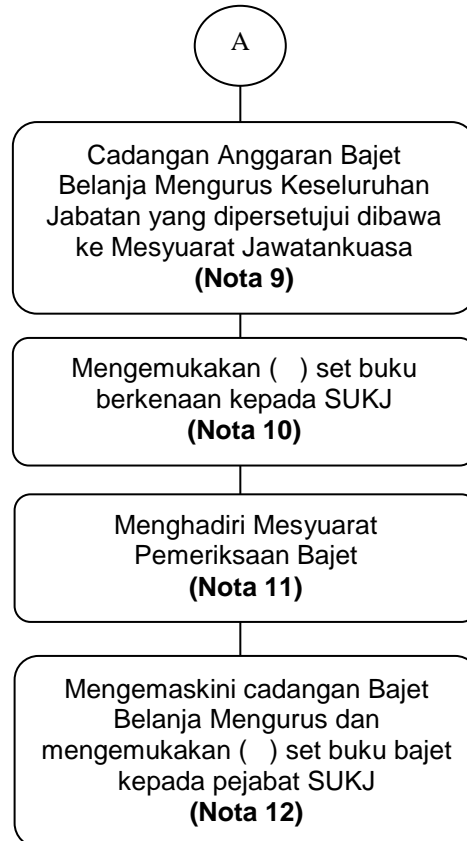 A
Cadangan Anggaran Bajet
Belanja Mengurus Keseluruhan
Jabatan yang dipersetujui dibawa
ke Mesyuarat Jawatankuasa
(Nota 9)
Mengemukakan (   ) set buku
berkenaan kepada SUKJ
(Nota 10)
Menghadiri Mesyuarat
Pemeriksaan Bajet
(Nota 11)
Mengemaskini cadangan Bajet
Belanja Mengurus dan
mengemukakan (   ) set buku bajet
kepada pejabat SUKJ
(Nota 12)